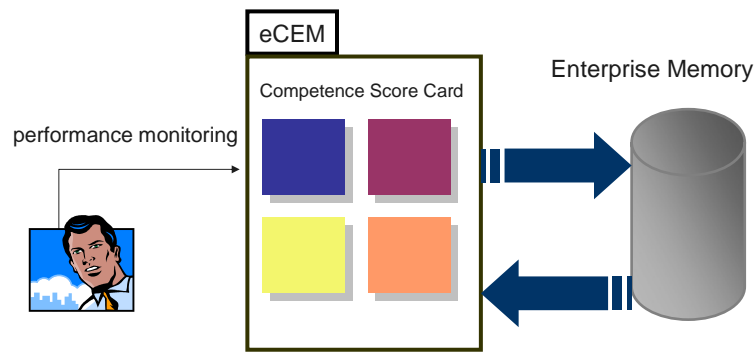 eCEM
Enterprise Memory
Competence Score Card
performance monitoring